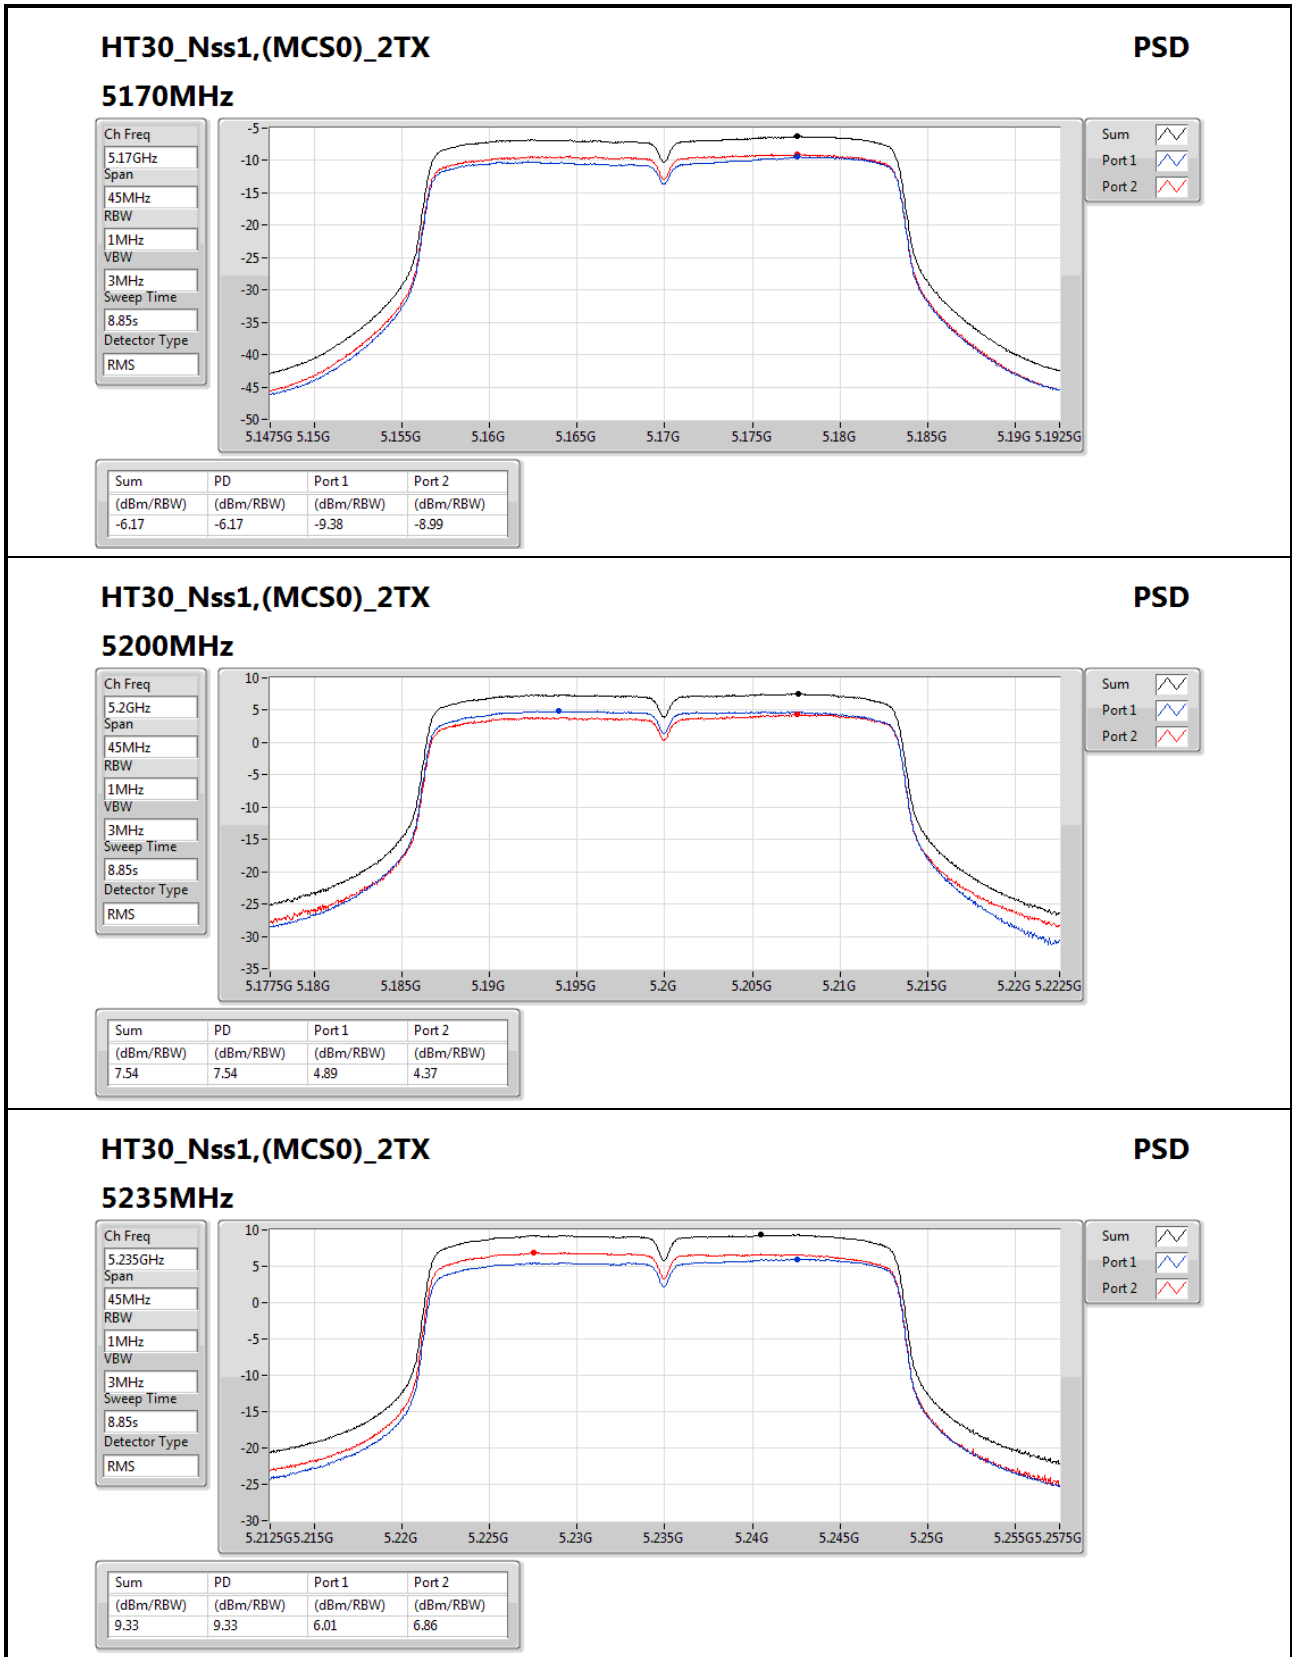 HT30_Nss1,(MCS0)_2TX PSD
5170MHz
Ch Freq
5.17GHz
Span
45MHz
RBW
1MHz
VBW
3MHz
Sweep Time
8.85s
Detector Type
RMS
-5
-10
-15
-20
-25
-30
-35
-40
-45
-50
5.1475G 5.15G 5.155G 5.16G 5.165G 5.17G 5.175G 5.18G 5.185G 5.19G 5.1925G
Sum
Port 1
Port 2
Sum PD Port 1 Port 2
(dBm/RBW) (dBm/RBW) (dBm/RBW) (dBm/RBW)
-6.17 -6.17 -9.38 -8.99
HT30_Nss1,(MCS0)_2TX PSD
5200MHz
Ch Freq
5.2GHz
Span
45MHz
RBW
1MHz
VBW
3MHz
Sweep Time
8.85s
Detector Type
RMS
10
5
0
-5
-10
-15
-20
-25
-30
-35
5.1775G 5.18G 5.185G 5.19G 5.195G 5.2G 5.205G 5.21G 5.215G 5.22G 5.2225G
Sum
Port 1
Port 2
Sum PD Port 1 Port 2
(dBm/RBW) (dBm/RBW) (dBm/RBW) (dBm/RBW)
7.54 7.54 4.89 4.37
HT30_Nss1,(MCS0)_2TX PSD
5235MHz
Ch Freq
5.235GHz
Span
45MHz
RBW
1MHz
VBW
3MHz
Sweep Time
8.85s
Detector Type
RMS
10
5
0
-5
-10
-15
-20
-25
-30
5.2125G 5.215G 5.22G 5.225G 5.23G 5.235G 5.24G 5.245G 5.25G 5.255G 5.2575G
Sum
Port 1
Port 2
Sum PD Port 1 Port 2
(dBm/RBW) (dBm/RBW) (dBm/RBW) (dBm/RBW)
9.33 9.33 6.01 6.86